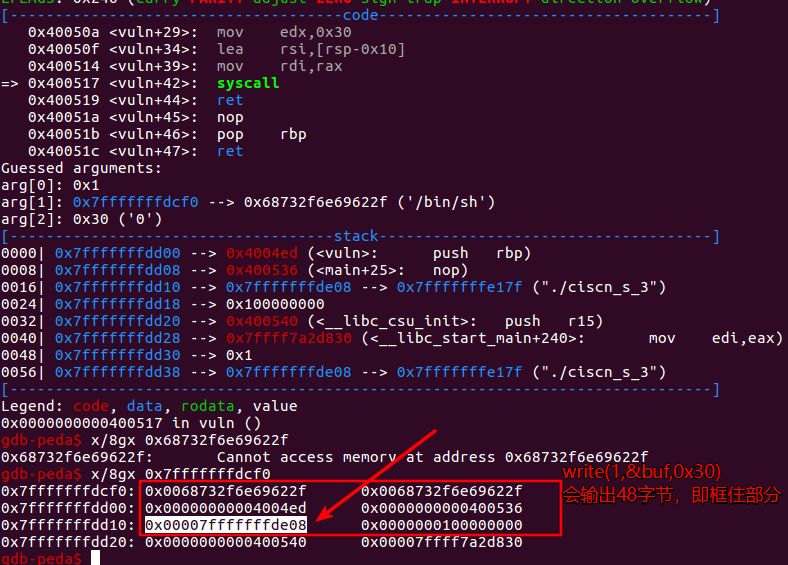 EFLAGS: 0x246 (carry PARITY adjust ZERO sign trap INTERRUPT direction overflow)
[-------------------------------------code-------------------------------------]
   0x40050a <vuln+29>:	mov    edx,0x30
   0x40050f <vuln+34>:	lea    rsi,[rsp-0x10]
   0x400514 <vuln+39>:	mov    rdi,rax
=> 0x400517 <vuln+42>:	syscall
   0x400519 <vuln+44>:	ret
   0x40051a <vuln+45>:	nop
   0x40051b <vuln+46>:	pop    rbp
   0x40051c <vuln+47>:	ret
Guessed arguments:
arg[0]: 0x1
arg[1]: 0x7fffffffdcf0 --> 0x68732f6e69622f ('/bin/sh')
arg[2]: 0x30 ('0')
[------------------------------------stack-------------------------------------]
0000| 0x7fffffffdd00 --> 0x4004ed (<vuln>:	push   rbp)
0008| 0x7fffffffdd08 --> 0x400536 (<main+25>:	nop)
0016| 0x7fffffffdd10 --> 0x7fffffffde08 --> 0x7fffffffe17f ("./ciscn_s_3")
0024| 0x7fffffffdd18 --> 0x100000000
0032| 0x7fffffffdd20 --> 0x400540 (<__libc_csu_init>:	push   r15)
0040| 0x7fffffffdd28 --> 0x7ffff7a2d830 (<__libc_start_main+240>:	mov    edi,eax)
0048| 0x7fffffffdd30 --> 0x1
0056| 0x7fffffffdd38 --> 0x7fffffffde08 --> 0x7fffffffe17f ("./ciscn_s_3")
[------------------------------------------------------------------------------]
Legend: code, data, rodata, value
0x0000000000400517 in vuln ()
gdb-peda$ x/8gx 0x68732f6e69622f
0x68732f6e69622f:	Cannot access memory at address 0x68732f6e69622f
gdb-peda$ x/8gx 0x7fffffffdcf0
write(1,&buf,0x30)
会输出48字节，即框住部分
0x7fffffffdcf0:	0x0068732f6e69622f	0x0068732f6e69622f
0x7fffffffdd00:	0x00000000004004ed	0x0000000000400536
0x7fffffffdd10:	0x00007fffffffde08	0x0000000100000000
0x7fffffffdd20:	0x0000000000400540	0x00007ffff7a2d830
gdb-peda$